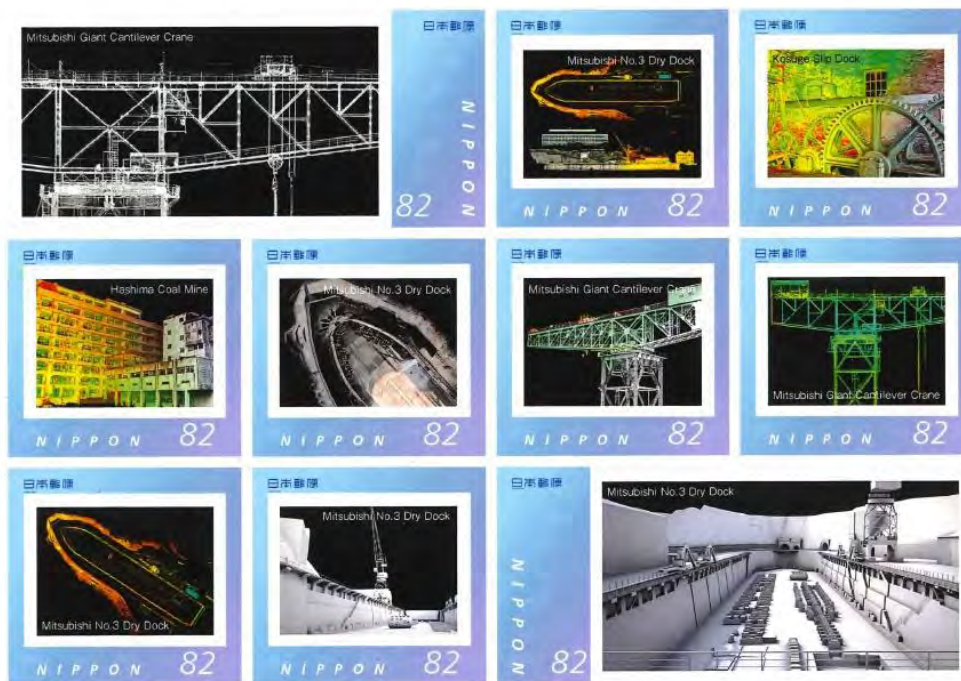 Mitsubishi Giant Cantilever Crane
日本郵便
NIPPON
82
日本郵便
Mitsubishi No.3 Dry Dock
NIPPON 82
日本郵便
Kosuge Slip Dock
NIPPON 82
日本郵便
Hashima Coal Mine
NIPPON 82
日本郵便
Mitsubishi No.3 Dry Dock
NIPPON 82
日本郵便
Mitsubishi Giant Cantilever Crane
NIPPON 82
日本郵便
Mitsubishi Giant Cantilever Crane
NIPPON 82
日本郵便
Mitsubishi No.3 Dry Dock
NIPPON 82
日本郵便
Mitsubishi No.3 Dry Dock
NIPPON 82
日本郵便
NIPPON
82
Mitsubishi No.3 Dry Dock